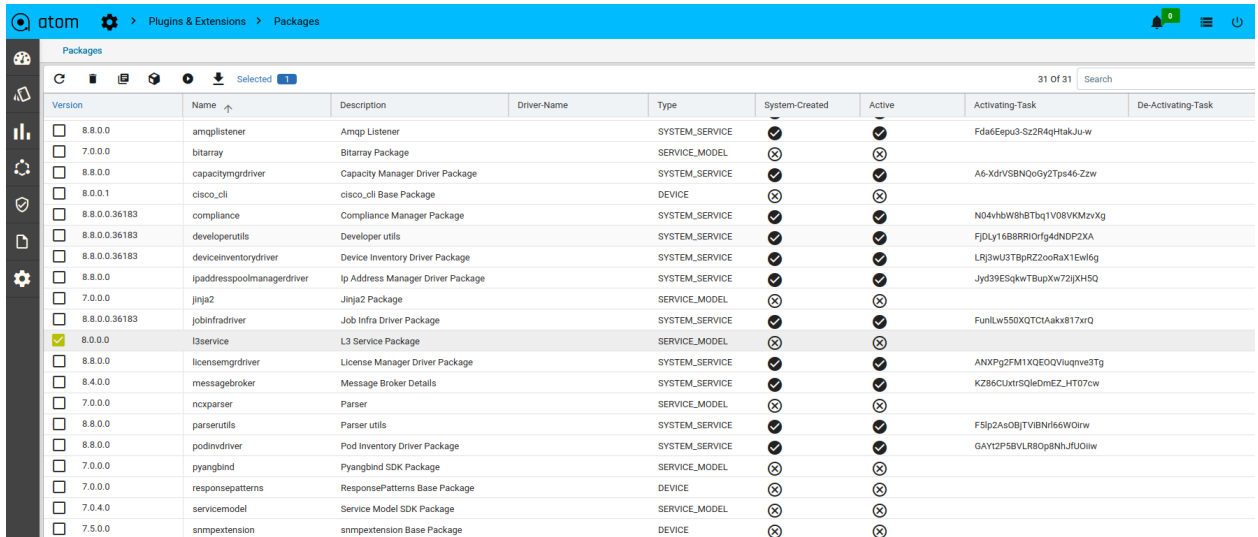 atom > Plugins & Extensions > Packages 0
Packages
Selected 1 31 Of 31 Search
Version Name Description Driver-Name Type System-Created Active Activating-Task De-Activating-Task
8.8.0.0 amqplistener Amqp Listener SYSTEM_SERVICE Fda6Eepu3-Sz2R4qHtakJu-w
7.0.0.0 bitarray Bitarray Package SERVICE_MODEL
8.8.0.0 capacitymgrdriver Capacity Manager Driver Package SYSTEM_SERVICE A6-XdrVSBNQoGy2Tps46-Zzw
8.0.0.1 cisco_cli cisco_cli Base Package DEVICE
8.8.0.0.36183 compliance Compliance Manager Package SYSTEM_SERVICE N04vhbW8hBTbq1V08VKMzvXg
8.8.0.0.36183 developerutils Developer utils SYSTEM_SERVICE FjDLy16B8RRIOrfg4dNDP2XA
8.8.0.0.36183 deviceinventorydriver Device Inventory Driver Package SYSTEM_SERVICE LRj3wU3TBpRZ2ooRaX1Ewl6g
8.8.0.0 ipaddresspoolmanagerdriver Ip Address Manager Driver Package SYSTEM_SERVICE Jyd39ESqkwTBupXw72ijXH5Q
7.0.0.0 jinja2 Jinja2 Package SERVICE_MODEL
8.8.0.0.36183 jobinfradriver Job Infra Driver Package SYSTEM_SERVICE FunlLw550XQTCtAakx817xrQ
8.0.0.0 l3service L3 Service Package SERVICE_MODEL
8.8.0.0 licensemgrdriver License Manager Driver Package SYSTEM_SERVICE ANXPg2FM1XQEOQViuqnve3Tg
8.4.0.0 messagebroker Message Broker Details SYSTEM_SERVICE KZ86CUxtrSQleDmEZ_HT07cw
7.0.0.0 ncxparser Parser SERVICE_MODEL
8.8.0.0 parserutils Parser utils SYSTEM_SERVICE F5lp2AsOBjTViBNrl66WOirw
8.8.0.0 podinvdriver Pod Inventory Driver Package SYSTEM_SERVICE GAYt2P5BVLR8Op8NhJfUOiiw
7.0.0.0 pyangbind Pyangbind SDK Package SERVICE_MODEL
7.0.0.0 responsepatterns ResponsePatterns Base Package DEVICE
7.0.4.0 servicemodel Service Model SDK Package SERVICE_MODEL
7.5.0.0 snmpextension snmpextension Base Package DEVICE